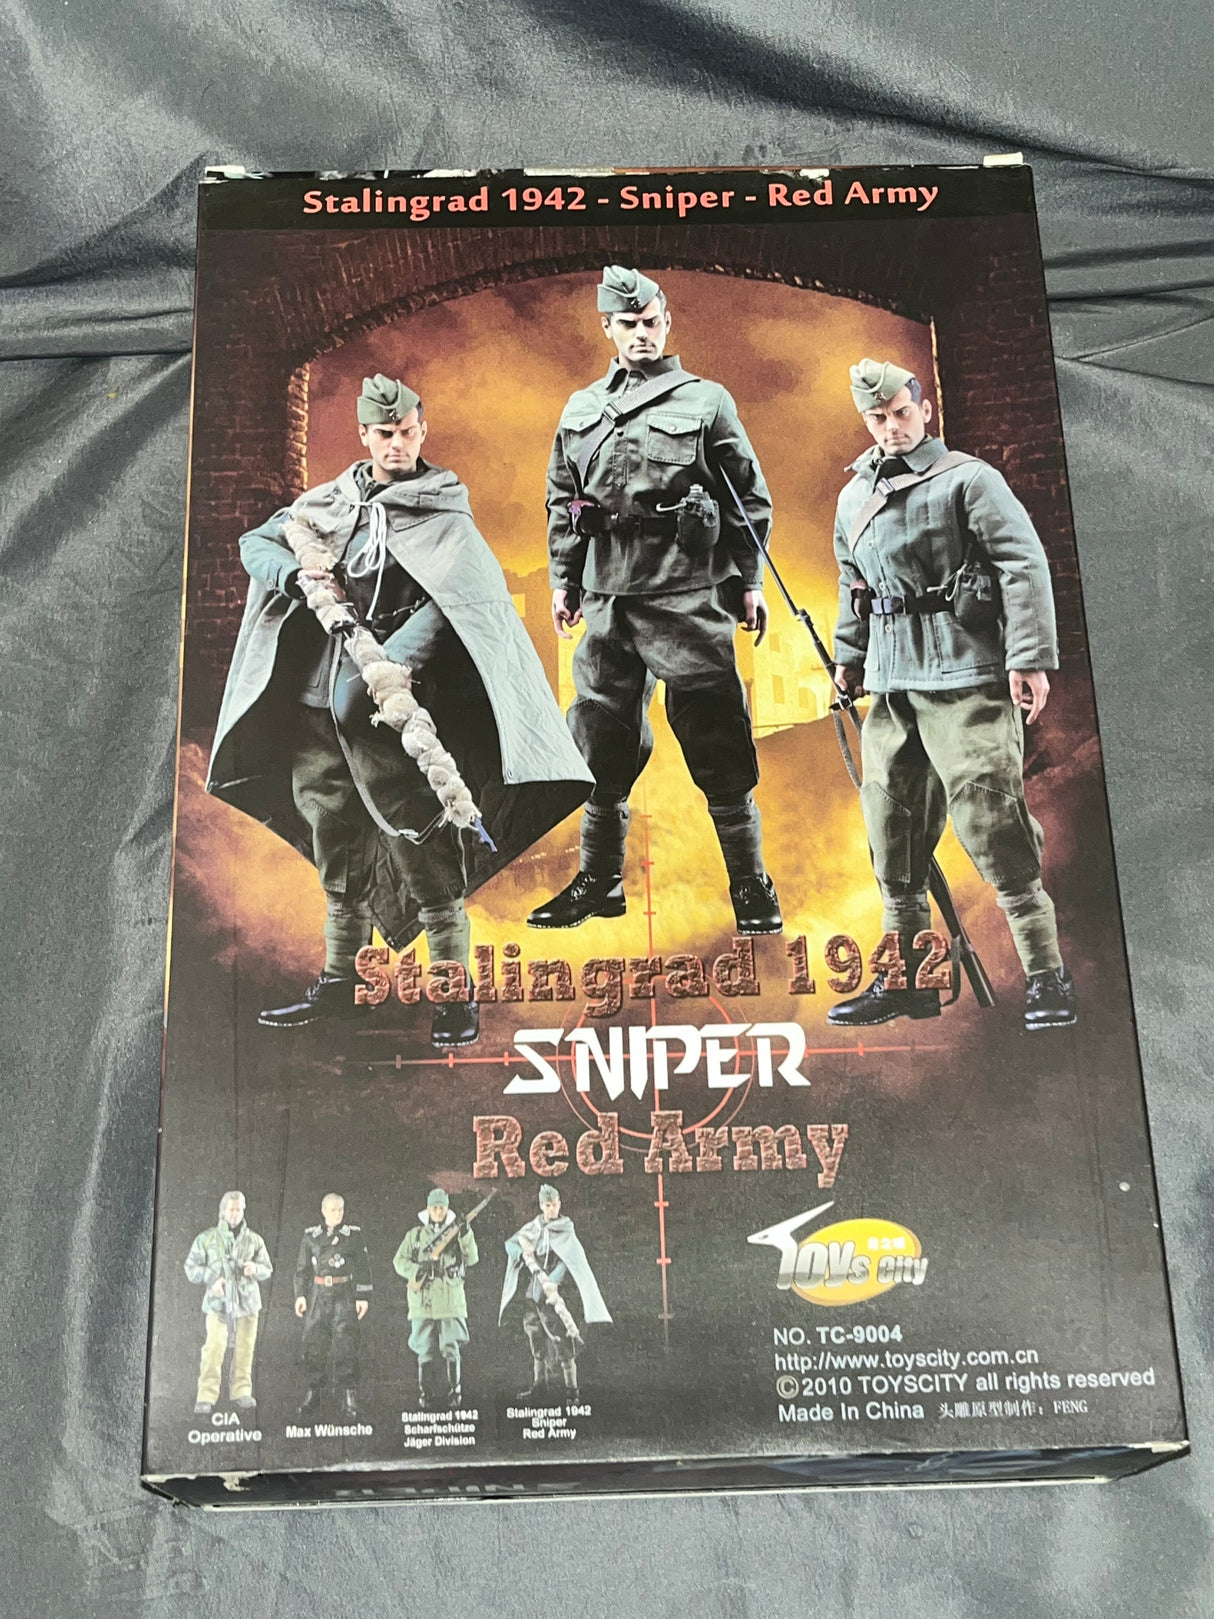 Stalingrad 1942 - Sniper - Red Army
Stalingrad 1942
SNIPER
Red Army
CIA
Operative
Max Wünsche
Stalingrad 1942
Scharfschütze
Jäger Division
Stalingrad 1942
Sniper
Red Army
Toys City
NO. TC-9004
http://www.toyscity.com.cn
©2010 TOYSCITY all rights reserved
Made In China 头雕原型制作：FENG